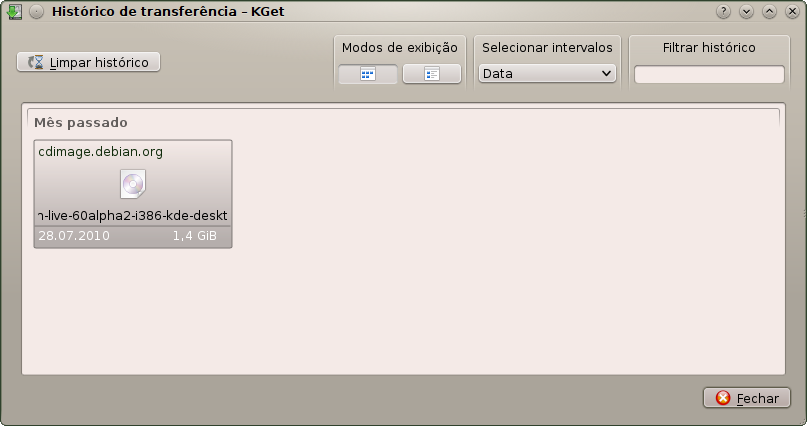 Histórico de transferência – KGet
Limpar histórico
Modos de exibição
Selecionar intervalos
Data
Filtrar histórico
Mês passado
cdimage.debian.org
n-live-60alpha2-i386-kde-deskt
28.07.2010 1,4 GiB
Fechar